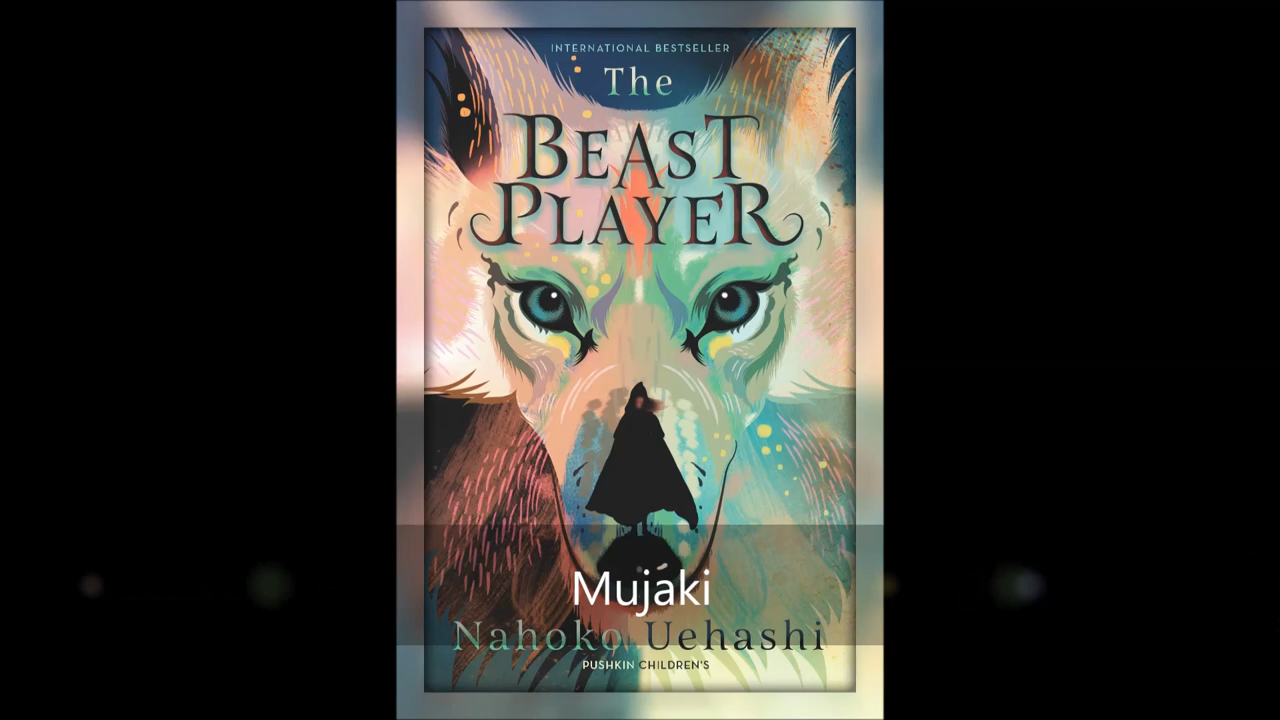 INTERNATIONAL BESTSELLER
The
BEAST
PLAYER
Mujaki
Nahoko Uehashi
PUSHKIN CHILDREN'S